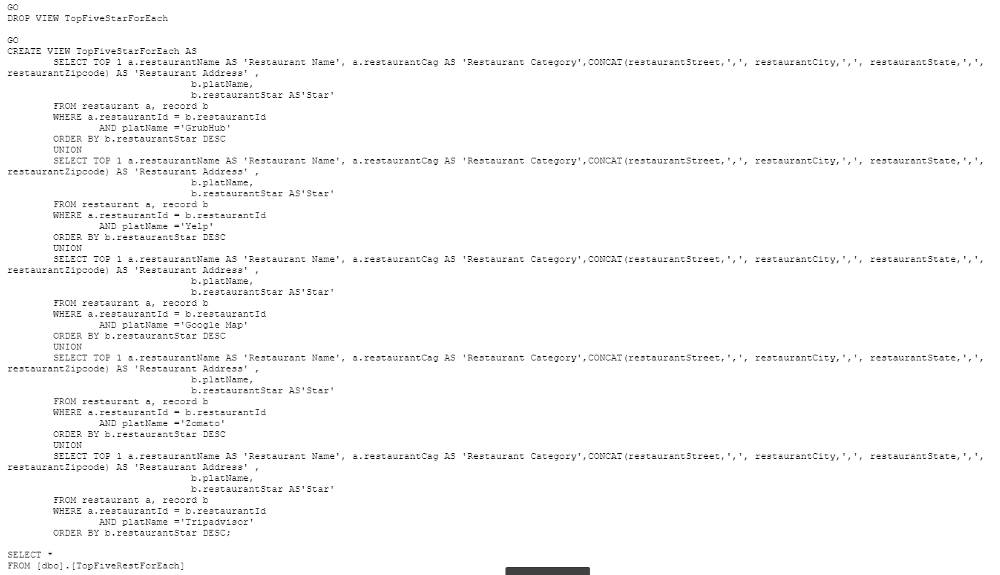 GO
DROP VIEW TopFiveStarForEach
GO
CREATE VIEW TopFiveStarForEach AS
SELECT TOP 1 a.restaurantName AS 'Restaurant Name', a.restaurantCag AS 'Restaurant Category',CONCAT(restaurantStreet,',', restaurantCity,',', restaurantState,',',
restaurantZipcode) AS 'Restaurant Address' ,
b.platName,
b.restaurantStar AS'Star'
FROM restaurant a, record b
WHERE a.restaurantId = b.restaurantId
AND platName ='GrubHub'
ORDER BY b.restaurantStar DESC
UNION
SELECT TOP 1 a.restaurantName AS 'Restaurant Name', a.restaurantCag AS 'Restaurant Category',CONCAT(restaurantStreet,',', restaurantCity,',', restaurantState,',',
restaurantZipcode) AS 'Restaurant Address' ,
b.platName,
b.restaurantStar AS'Star'
FROM restaurant a, record b
WHERE a.restaurantId = b.restaurantId
AND platName ='Yelp'
ORDER BY b.restaurantStar DESC
UNION
SELECT TOP 1 a.restaurantName AS 'Restaurant Name', a.restaurantCag AS 'Restaurant Category',CONCAT(restaurantStreet,',', restaurantCity,',', restaurantState,',',
restaurantZipcode) AS 'Restaurant Address' ,
b.platName,
b.restaurantStar AS'Star'
FROM restaurant a, record b
WHERE a.restaurantId = b.restaurantId
AND platName ='Google Map'
ORDER BY b.restaurantStar DESC
UNION
SELECT TOP 1 a.restaurantName AS 'Restaurant Name', a.restaurantCag AS 'Restaurant Category',CONCAT(restaurantStreet,',', restaurantCity,',', restaurantState,',',
restaurantZipcode) AS 'Restaurant Address' ,
b.platName,
b.restaurantStar AS'Star'
FROM restaurant a, record b
WHERE a.restaurantId = b.restaurantId
AND platName ='Zomato'
ORDER BY b.restaurantStar DESC
UNION
SELECT TOP 1 a.restaurantName AS 'Restaurant Name', a.restaurantCag AS 'Restaurant Category',CONCAT(restaurantStreet,',', restaurantCity,',', restaurantState,',',
restaurantZipcode) AS 'Restaurant Address' ,
b.platName,
b.restaurantStar AS'Star'
FROM restaurant a, record b
WHERE a.restaurantId = b.restaurantId
AND platName ='Tripadvisor'
ORDER BY b.restaurantStar DESC;
SELECT *
FROM [dbo].[TopFiveRestForEach]